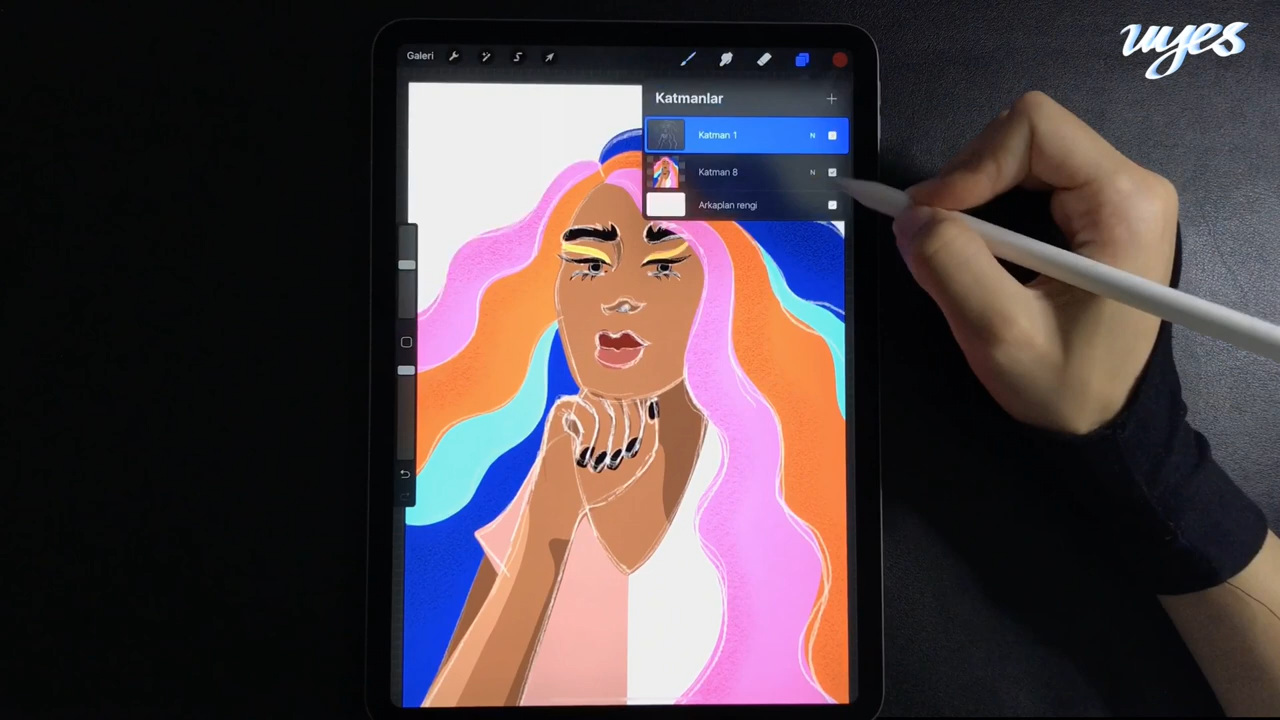 uyes
Galeri
Katmanlar
Katman 1 N
Katman 8 N
Arkaplan rengi